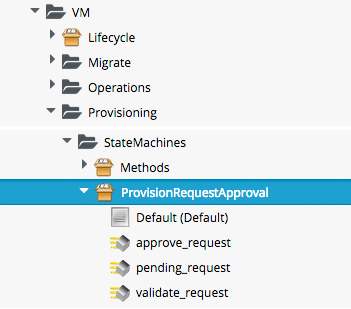 VM
Lifecycle
Migrate
Operations
Provisioning
StateMachines
Methods
ProvisionRequestApproval
Default (Default)
approve_request
pending_request
validate_request